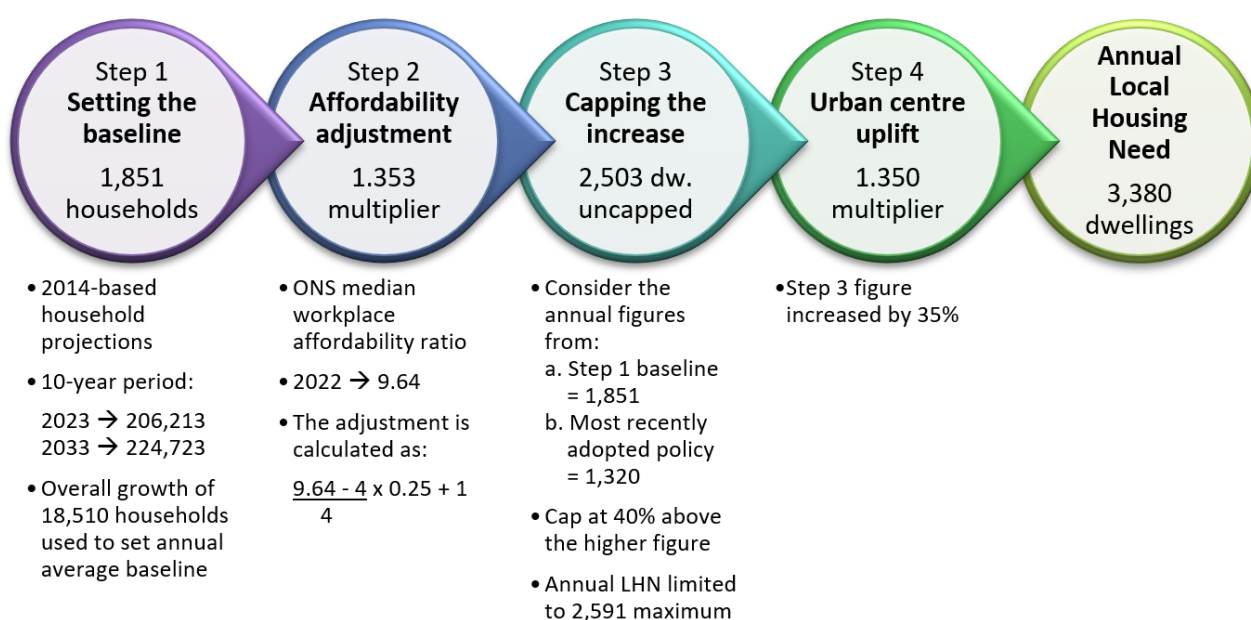 Step 1
Setting the
baseline
1,851
households
Step 2
Affordability
adjustment
1.353
multiplier
Step 3
Capping the
increase
2,503 dw.
uncapped
Step 4
Urban centre
uplift
1.350
multiplier
Annual
Local
Housing
Need
3,380
dwellings
• 2014-based
household
projections
• 10-year period:
2023 → 206,213
2033 → 224,723
• Overall growth of
18,510 households
used to set annual
average baseline
• ONS median
workplace
affordability ratio
• 2022 → 9.64
• The adjustment is
calculated as:
9.64 - 4 x 0.25 + 1
4
• Consider the
annual figures
from:
a. Step 1 baseline
= 1,851
b. Most recently
adopted policy
= 1,320
• Cap at 40% above
the higher figure
• Annual LHN limited
to 2,591 maximum
• Step 3 figure
increased by 35%